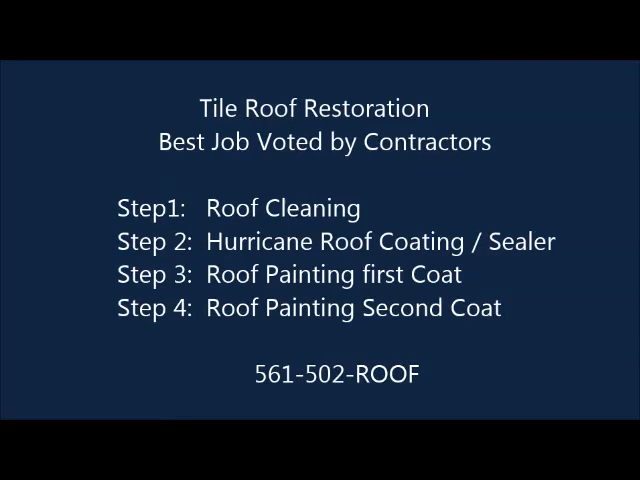 Tile Roof Restoration
Best Job Voted by Contractors
Step1: Roof Cleaning
Step 2: Hurricane Roof Coating / Sealer
Step 3: Roof Painting first Coat
Step 4: Roof Painting Second Coat
561-502-ROOF